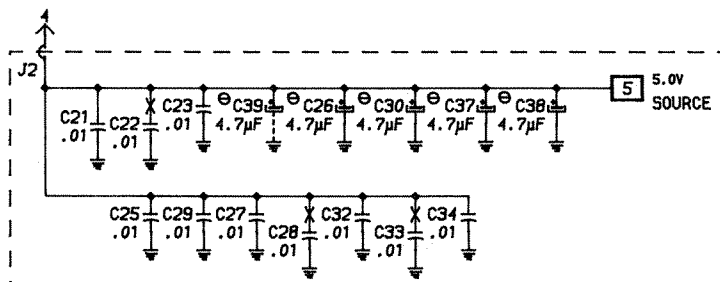 4
J2
C21
.01
C22
.01
C23
.01
C39
4.7µF
C26
4.7µF
C30
4.7µF
C37
4.7µF
C38
4.7µF
5
5.0V
SOURCE
C25
.01
C29
.01
C27
.01
C28
.01
C32
.01
C33
.01
C34
.01